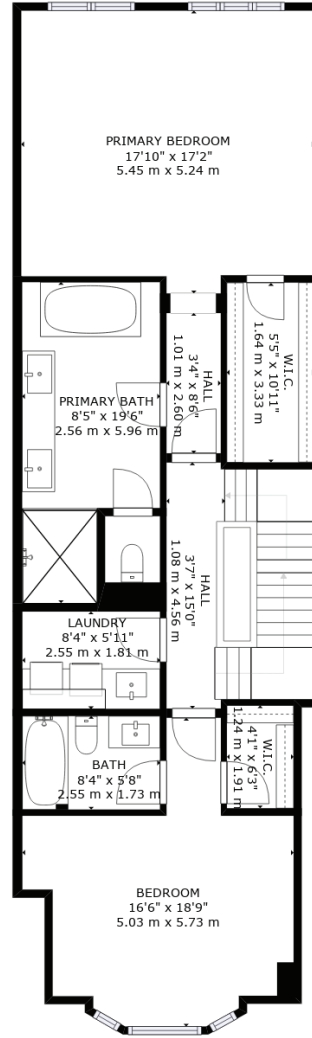 PRIMARY BEDROOM
17'10" x 17'2"
5.45 m x 5.24 m
HALL
3'4" x 8'6"
1.01 m x 2.60 m
W.I.C.
5'5" x 10'11"
1.64 m x 3.33 m
PRIMARY BATH
8'5" x 19'6"
2.56 m x 5.96 m
HALL
3'7" x 15'0"
1.08 m x 4.56 m
LAUNDRY
8'4" x 5'11"
2.55 m x 1.81 m
W.I.C.
4'1" x 6'3"
1.24 m x 1.91 m
BATH
8'4" x 5'8"
2.55 m x 1.73 m
BEDROOM
16'6" x 18'9"
5.03 m x 5.73 m